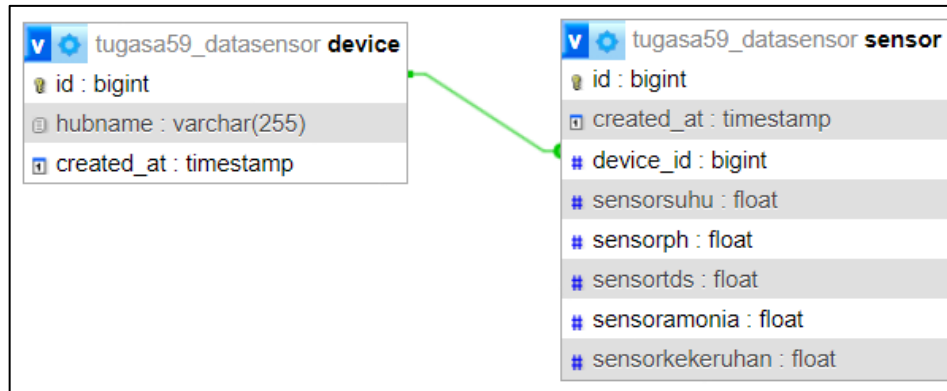 v tugasa59_datasensor device
id : bigint
hubname : varchar(255)
created_at : timestamp
v tugasa59_datasensor sensor
id : bigint
created_at : timestamp
# device_id : bigint
# sensorsuhu : float
# sensorph : float
# sensortds : float
# sensoramonia : float
# sensorkekeruhan : float